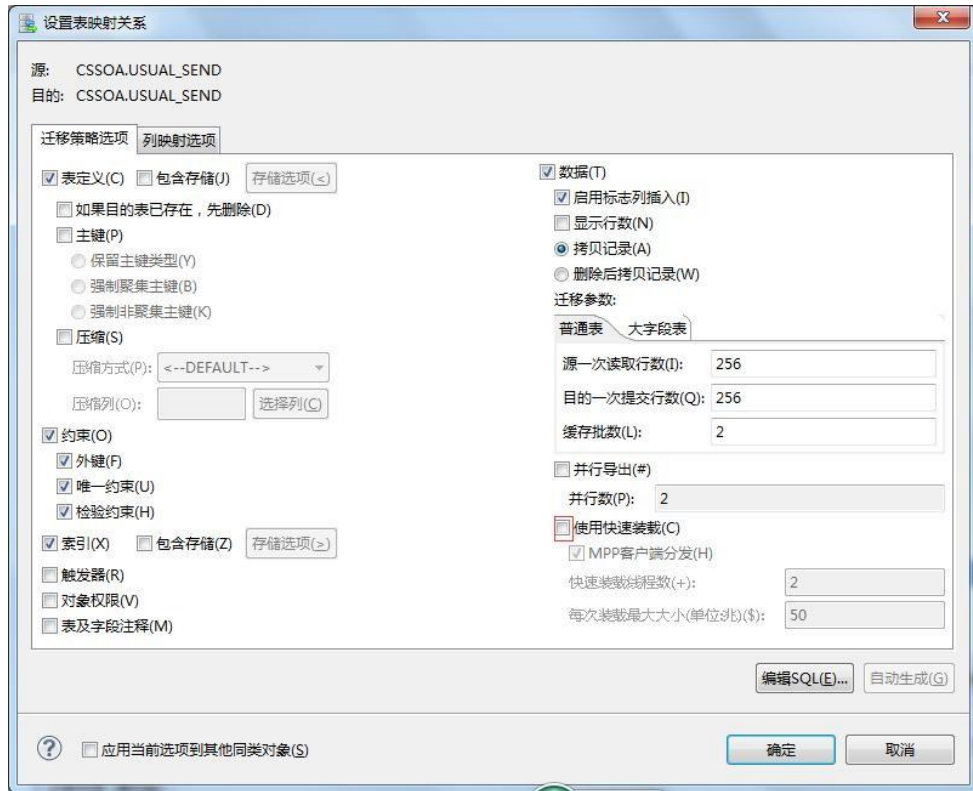 设置表映射关系
源: CSSOA.USUAL_SEND
目的: CSSOA.USUAL_SEND
迁移策略选项 列映射选项
表定义(C) 包含存储(J) 存储选项(<)
如果目的表已存在，先删除(D)
主键(P)
保留主键类型(Y)
强制聚集主键(B)
强制非聚集主键(K)
压缩(S)
压缩方式(P): <--DEFAULT-->
压缩列(O): 选择列(C)
约束(O)
外键(F)
唯一约束(U)
检验约束(H)
索引(X) 包含存储(Z) 存储选项(>)
触发器(R)
对象权限(V)
表及字段注释(M)
数据(T)
启用标志列插入(I)
显示行数(N)
拷贝记录(A)
删除后拷贝记录(W)
迁移参数:
普通表 大字段表
源一次读取行数(I): 256
目的一次提交行数(Q): 256
缓存批数(L): 2
并行导出(#)
并行数(P): 2
使用快速装载(C)
MPP客户端分发(H)
快速装载线程数(+): 2
每次装载最大大小(单位:兆)($): 50
编辑SQL(E)... 自动生成(G)
应用当前选项到其他同类对象(S)
确定 取消